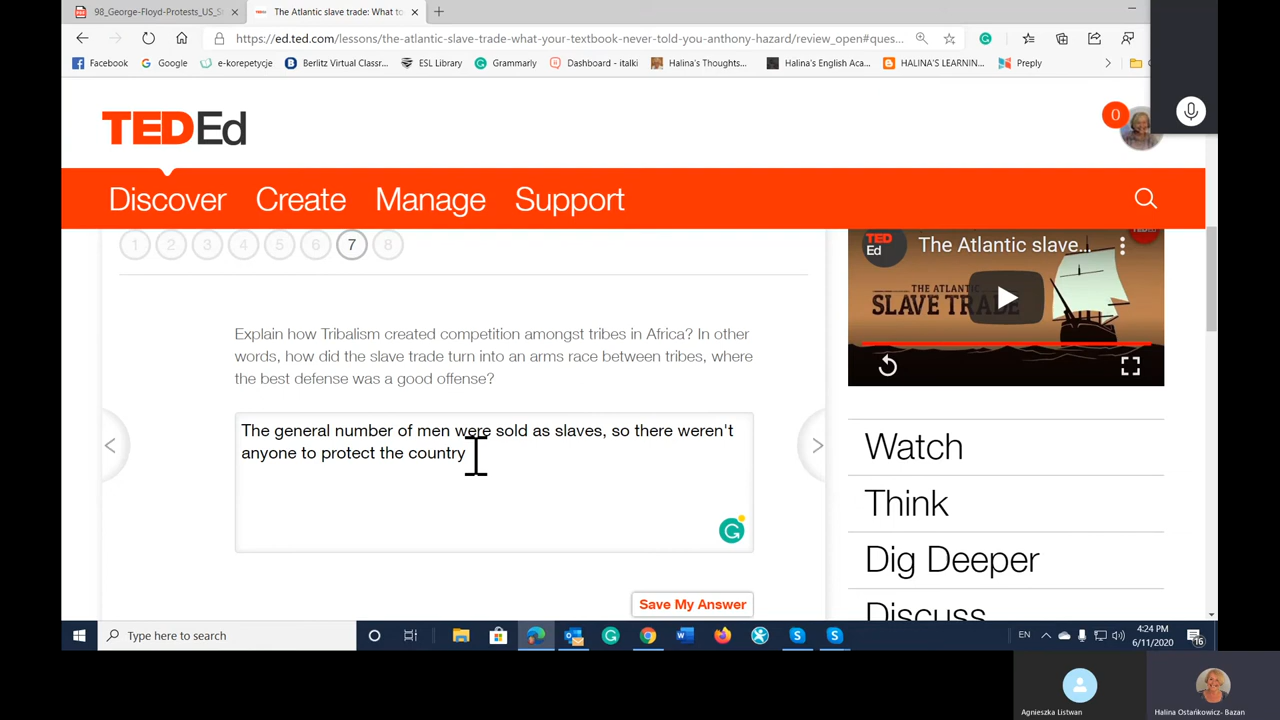 98_George-Floyd-Protests_US_S
The Atlantic slave trade: What to
https://ed.ted.com/lessons/the-atlantic-slave-trade-what-your-textbook-never-told-you-anthony-hazard/review_open#ques...
Facebook Google e-korepetycje Berlitz Virtual Classr... ESL Library Grammarly Dashboard - italki Halina's Thoughts... Halina's English Aca... HALINA'S LEARNIN... Preply
TED Ed
0
Discover Create Manage Support
1 2 3 4 5 6 7 8
TED Ed
The Atlantic slave...
THE ATLANTIC
SLAVE TRADE
Explain how Tribalism created competition amongst tribes in Africa? In other
words, how did the slave trade turn into an arms race between tribes, where
the best defense was a good offense?
The general number of men were sold as slaves, so there weren't
anyone to protect the country
Save My Answer
Watch
Think
Dig Deeper
Discuss
Type here to search
EN
4:24 PM
6/11/2020
16
Agnieszka Listwan
Halina Ostańkowicz- Bazan